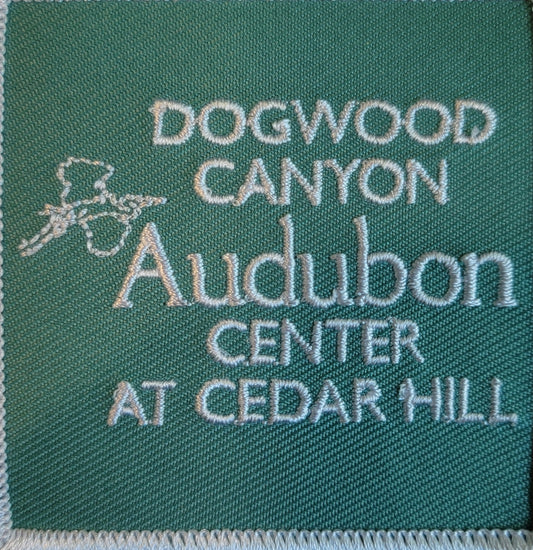 DOGWOOD
CANYON
Audubon
CENTER
AT CEDAR HILL